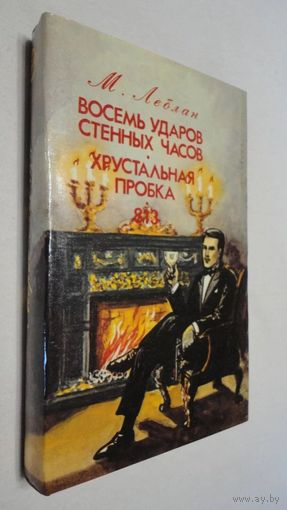 М. Леблан
ВОСЕМЬ УДАРОВ
СТЕННЫХ ЧАСОВ
•
ХРУСТАЛЬНАЯ
ПРОБКА
•
813
© www.ay.by